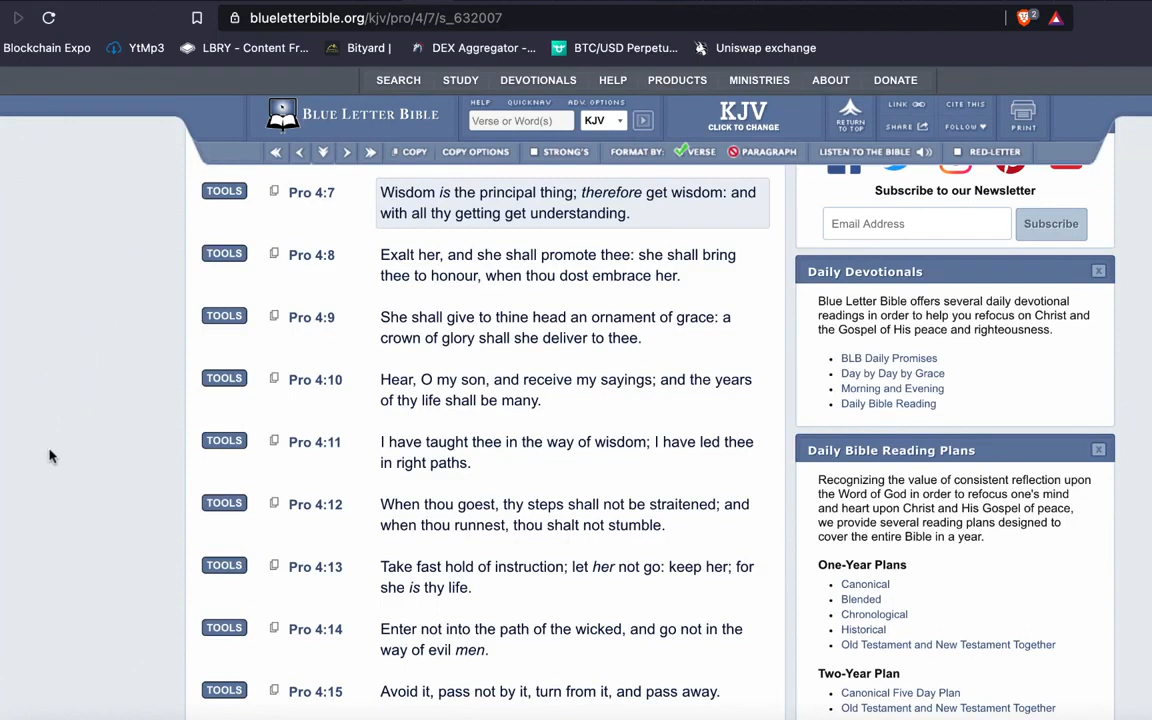 blueletterbible.org/kjv/pro/4/7/s_632007
2
Blockchain Expo
YtMp3
LBRY - Content Fr...
Bityard |
DEX Aggregator -...
BTC/USD Perpetu...
Uniswap exchange
SEARCH STUDY DEVOTIONALS HELP PRODUCTS MINISTRIES ABOUT DONATE
BLUE LETTER BIBLE
HELP QUICKNAV ADV. OPTIONS
Verse or Word(s)
KJV
KJV
CLICK TO CHANGE
RETURN
TO TOP
LINK
CITE THIS
SHARE
FOLLOW
PRINT
COPY COPY OPTIONS STRONG'S FORMAT BY: VERSE PARAGRAPH LISTEN TO THE BIBLE RED-LETTER
TOOLS Pro 4:7 Wisdom is the principal thing; therefore get wisdom: and
with all thy getting get understanding.
TOOLS Pro 4:8 Exalt her, and she shall promote thee: she shall bring
thee to honour, when thou dost embrace her.
TOOLS Pro 4:9 She shall give to thine head an ornament of grace: a
crown of glory shall she deliver to thee.
TOOLS Pro 4:10 Hear, O my son, and receive my sayings; and the years
of thy life shall be many.
TOOLS Pro 4:11 I have taught thee in the way of wisdom; I have led thee
in right paths.
TOOLS Pro 4:12 When thou goest, thy steps shall not be straitened; and
when thou runnest, thou shalt not stumble.
TOOLS Pro 4:13 Take fast hold of instruction; let her not go: keep her; for
she is thy life.
TOOLS Pro 4:14 Enter not into the path of the wicked, and go not in the
way of evil men.
TOOLS Pro 4:15 Avoid it, pass not by it, turn from it, and pass away.
Subscribe to our Newsletter
Email Address
Subscribe
Daily Devotionals
X
Blue Letter Bible offers several daily devotional
readings in order to help you refocus on Christ and
the Gospel of His peace and righteousness.
BLB Daily Promises
Day by Day by Grace
Morning and Evening
Daily Bible Reading
Daily Bible Reading Plans
X
Recognizing the value of consistent reflection upon
the Word of God in order to refocus one's mind
and heart upon Christ and His Gospel of peace,
we provide several reading plans designed to
cover the entire Bible in a year.
One-Year Plans
Canonical
Blended
Chronological
Historical
Old Testament and New Testament Together
Two-Year Plan
Canonical Five Day Plan
Old Testament and New Testament Together